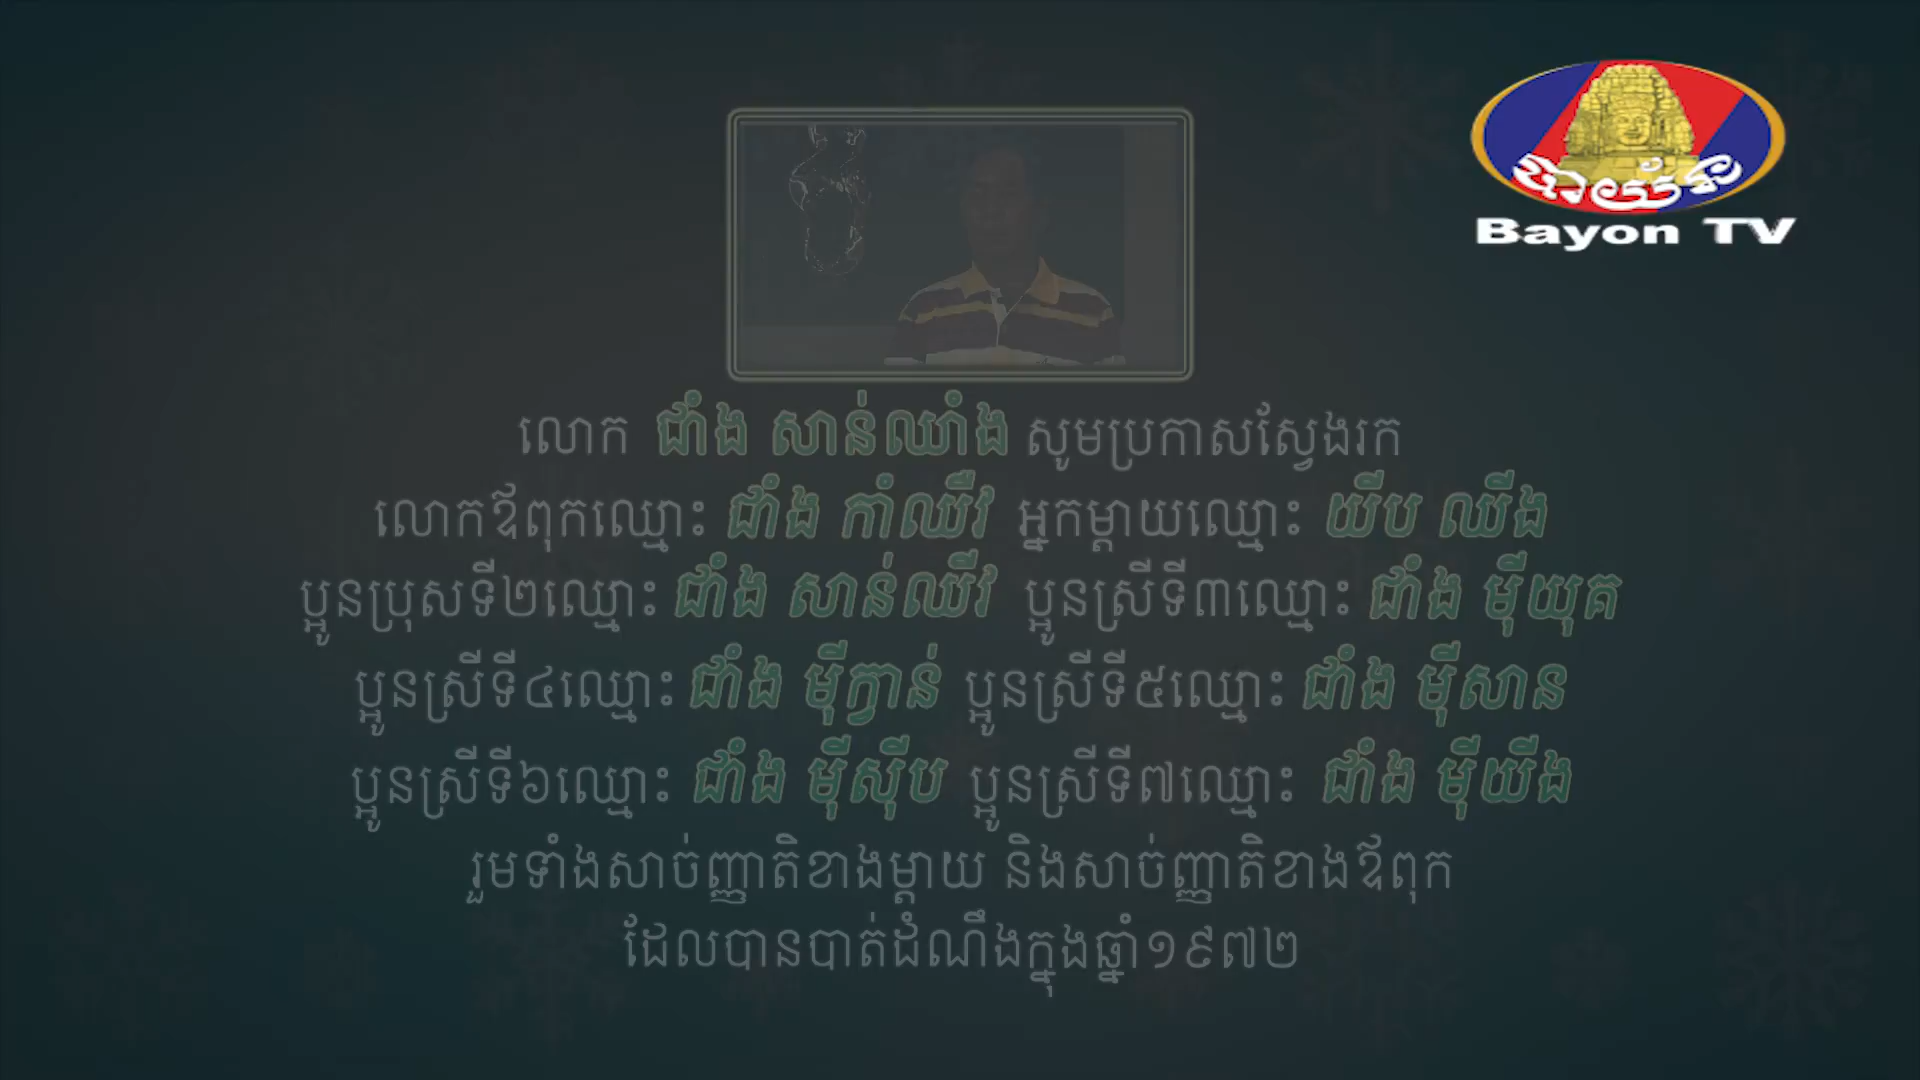 បាយ័ន
Bayon TV
លោក ជាំង សាន់ឈាំង សូមប្រកាសស្វែងរក
លោកឪពុកឈ្មោះ ជាំង កាំឈឺវ អ្នកម្តាយឈ្មោះ យីប ឈីង
ប្អូនប្រុសទី២ឈ្មោះ ជាំង សាន់ឈឺវ ប្អូនស្រីទី៣ឈ្មោះ ជាំង ម៉ីយុគ
ប្អូនស្រីទី៤ឈ្មោះ ជាំង ម៉ីក្វាន់ ប្អូនស្រីទី៥ឈ្មោះ ជាំង ម៉ីសាន
ប្អូនស្រីទី៦ឈ្មោះ ជាំង ម៉ីស៊ីប ប្អូនស្រីទី៧ឈ្មោះ ជាំង ម៉ីយីង
រួមទាំងសាច់ញាតិខាងម្តាយ និងសាច់ញាតិខាងឪពុក
ដែលបានបាត់ដំណឹងក្នុងឆ្នាំ១៩៧២